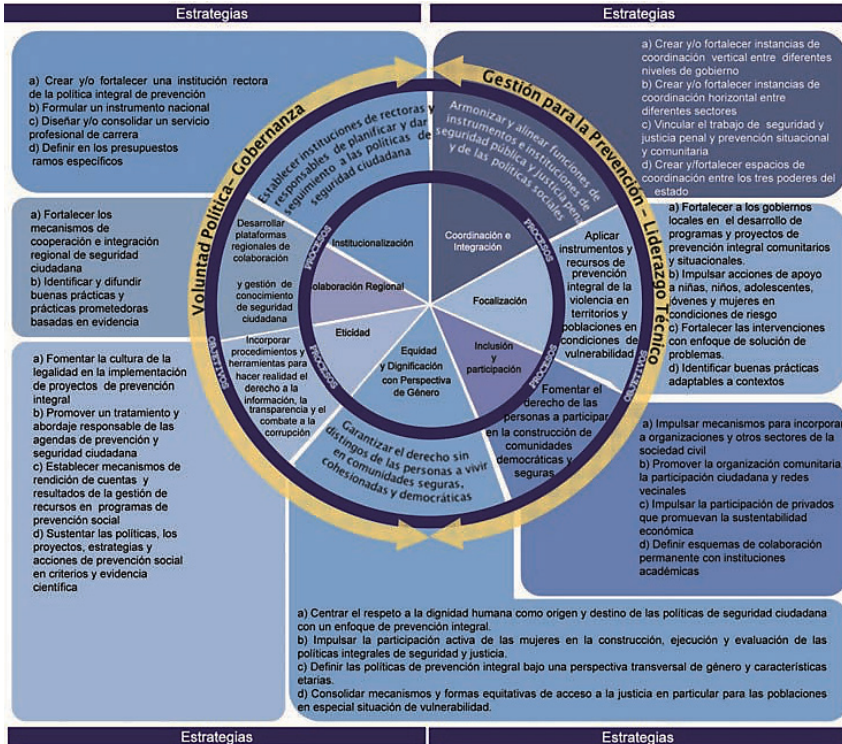 Estrategias
Estrategias
a) Crear y/o fortalecer una institución rectora
de la política integral de prevención
b) Formular un instrumento nacional
c) Diseñar y/o consolidar un servicio
profesional de carrera
d) Definir en los presupuestos
ramos específicos
a) Crear y/o fortalecer instancias de
coordinación vertical entre diferentes
niveles de gobierno
b) Crear y/o fortalecer instancias de
coordinación horizontal entre
diferentes sectores
c) Vincular el trabajo de seguridad y
justicia penal y prevención situacional
y comunitaria
d) Crear y/fortalecer espacios de
coordinación entre los tres poderes del
estado
Voluntad Política– Gobernanza
Gestión para la Prevención – Liderazgo Técnico
Establecer instituciones de rectoras y
responsables de planificar y dar
seguimiento a las políticas de
seguridad ciudadana
Armonizar y alinear funciones de
instrumentos e instituciones de
seguridad pública y justicia penal
y de las políticas sociales
a) Fortalecer los
mecanismos de
cooperación e integración
regional de seguridad
ciudadana
b) Identificar y difundir
buenas prácticas y
prácticas prometedoras
basadas en evidencia
Desarrollar
plataformas
regionales de
colaboración
y gestión de
conocimiento
de seguridad
ciudadana
PROCESOS
Institucionalización
Coordinación e
Integración
PROCESOS
Aplicar
instrumentos y
recursos de
prevención
integral de la
violencia en
territorios y
poblaciones en
condiciones de
vulnerabilidad
a) Fortalecer a los gobiernos
locales en el desarrollo de
programas y proyectos de
prevención integral comunitarios
y situacionales.
b) Impulsar acciones de apoyo
a niñas, niños, adolescentes,
jóvenes y mujeres en
condiciones de riesgo
c) Fortalecer las intervenciones
con enfoque de solución de
problemas.
d) Identificar buenas prácticas
adaptables a contextos
olaboración Regional
Focalización
Eticidad
Equidad
y Dignificación
con Perspectiva
de Género
Inclusión
y
participación
OBJETIVOS
PROCESOS
PROCESOS
OBJETIVOS
Incorporar
procedimientos y
herramientas para
hacer realidad el
derecho a la
información, la
transparencia y el
combate a la
corrupción
Garantizar el derecho sin
distingos de las personas a vivir
en comunidades seguras,
cohesionadas y democráticas
Fomentar el
derecho de las
personas a participar
en la construcción de
comunidades
democráticas y
seguras
a) Fomentar la cultura de la
legalidad en la implementación
de proyectos de prevención
integral
b) Promover un tratamiento y
abordaje responsable de las
agendas de prevención y
seguridad ciudadana
c) Establecer mecanismos de
rendición de cuentas y
resultados de la gestión de
recursos en programas de
prevención social
d) Sustentar las políticas, los
proyectos, estrategias y
acciones de prevención social
en criterios y evidencia
científica
a) Impulsar mecanismos para incorporar
a organizaciones y otros sectores de la
sociedad civil
b) Promover la organización comunitaria,
la participación ciudadana y redes
vecinales
c) Impulsar la participación de privados
que promuevan la sustentabilidad
económica
d) Definir esquemas de colaboración
permanente con instituciones
académicas
a) Centrar el respeto a la dignidad humana como origen y destino de las políticas de seguridad ciudadana
con un enfoque de prevención integral.
b) Impulsar la participación activa de las mujeres en la construcción, ejecución y evaluación de las
políticas integrales de seguridad y justicia.
c) Definir las políticas de prevención integral bajo una perspectiva transversal de género y características
etarias.
d) Consolidar mecanismos y formas equitativas de acceso a la justicia en particular para las poblaciones
en especial situación de vulnerabilidad.
Estrategias
Estrategias